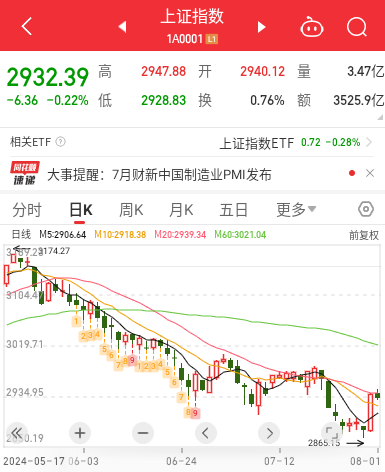 上证指数
1A0001 L1
2932.39 高 2947.88 开 2940.12 量 3.47亿
-6.36 -0.22% 低 2928.83 换 0.76% 额 3525.9亿
相关ETF ? 上证指数ETF 0.72 -0.28%
同花顺 速递 大事提醒：7月财新中国制造业PMI发布
分时 日K 周K 月K 五日 更多
日线 M5:2906.64 M10:2918.38 M20:2939.34 M60:3021.04 前复权
3174.27
3104.48
3019.71
2934.95
2865.15
2024-05-17 06-03 06-24 07-12 08-01